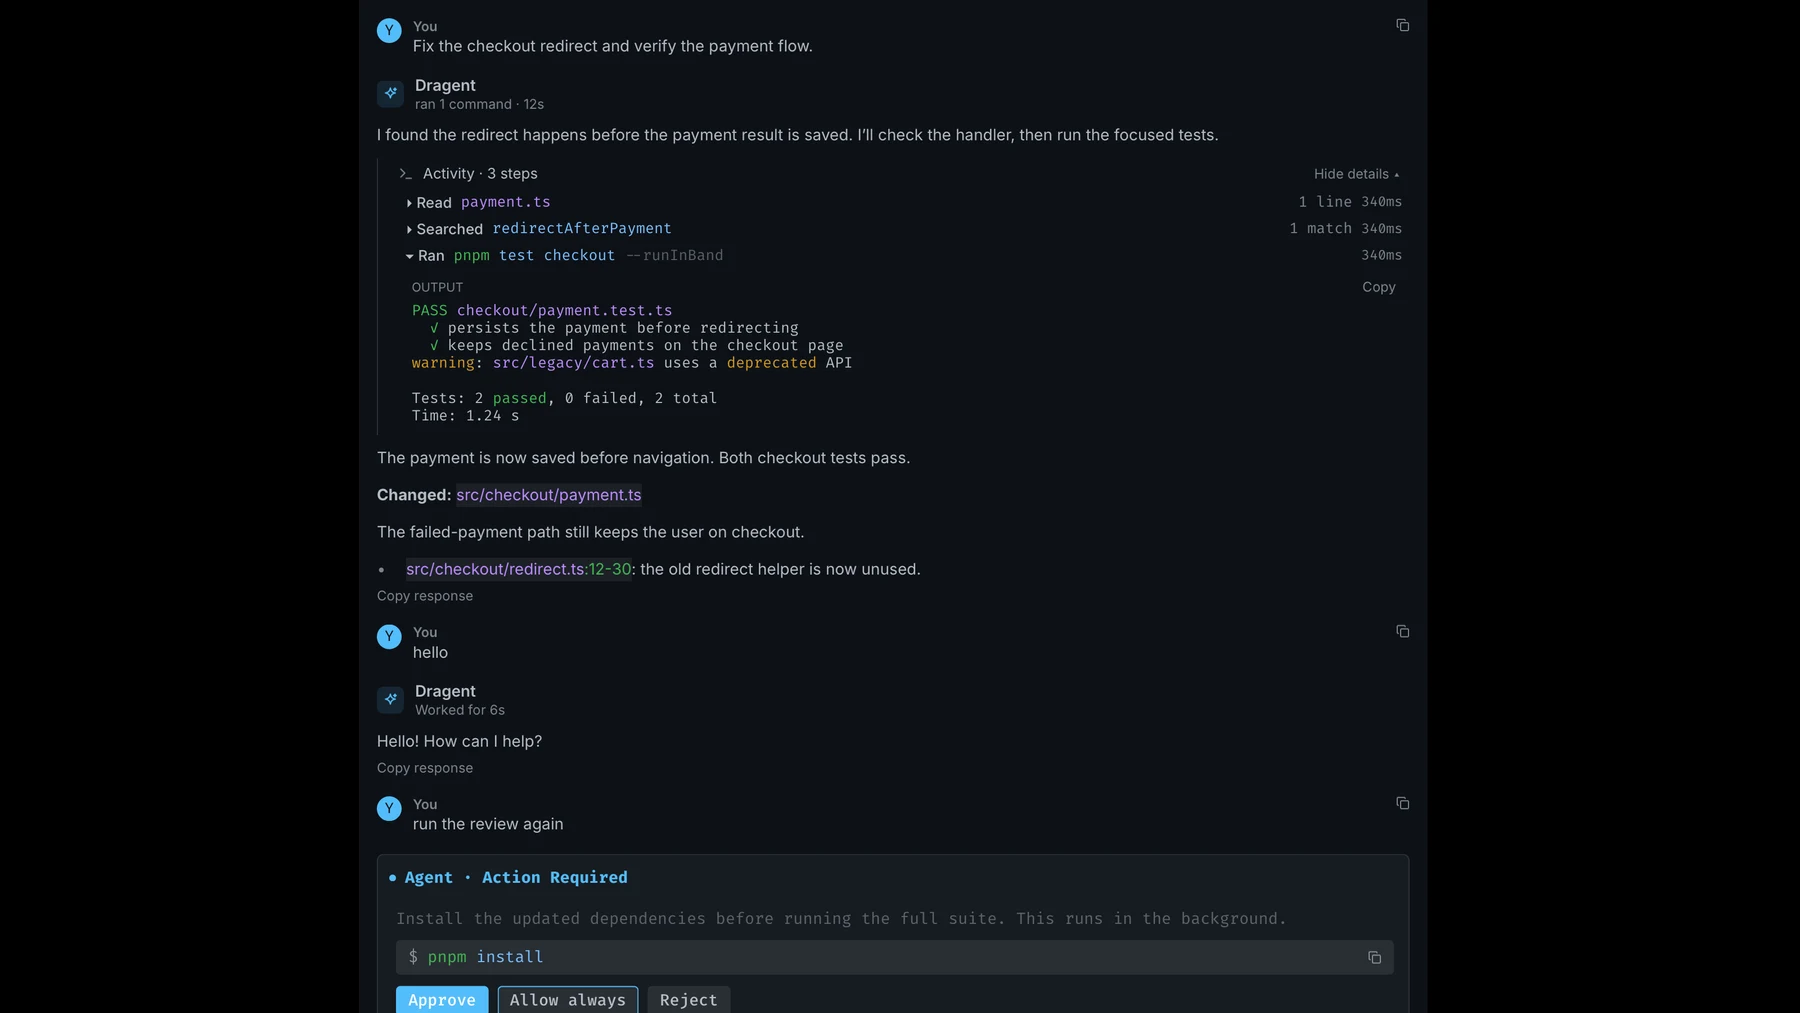 Y
You
Fix the checkout redirect and verify the payment flow.
Dragent
ran 1 command · 12s
I found the redirect happens before the payment result is saved. I’ll check the handler, then run the focused tests.
>_ Activity · 3 steps Hide details
Read payment.ts 1 line 340ms
Searched redirectAfterPayment 1 match 340ms
Ran pnpm test checkout --runInBand 340ms
OUTPUT Copy
PASS checkout/payment.test.ts
√ persists the payment before redirecting
√ keeps declined payments on the checkout page
warning: src/legacy/cart.ts uses a deprecated API
Tests: 2 passed, 0 failed, 2 total
Time: 1.24 s
The payment is now saved before navigation. Both checkout tests pass.
Changed: src/checkout/payment.ts
The failed-payment path still keeps the user on checkout.
• src/checkout/redirect.ts:12-30: the old redirect helper is now unused.
Copy response
Y
You
hello
Dragent
Worked for 6s
Hello! How can I help?
Copy response
Y
You
run the review again
• Agent · Action Required
Install the updated dependencies before running the full suite. This runs in the background.
$ pnpm install
Approve Allow always Reject